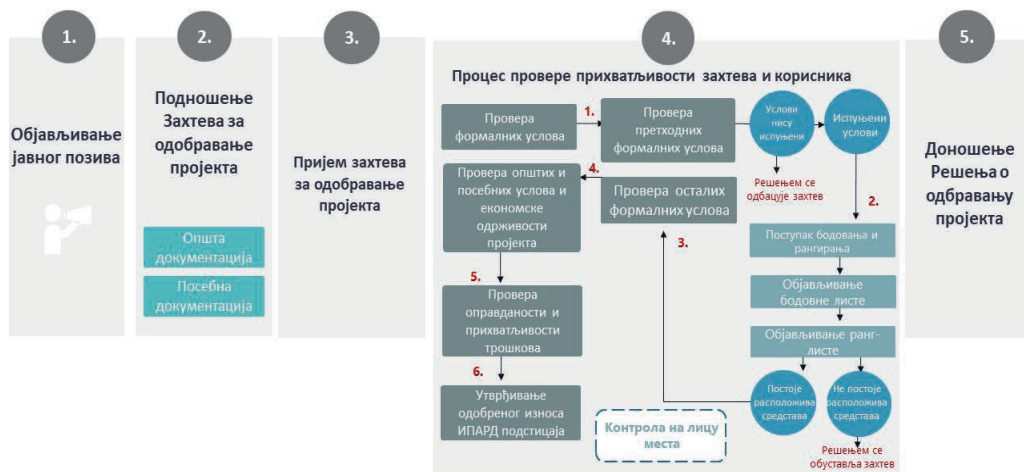 1.
Објављивање
јавног позива
2.
Подношење
Захтева за
одобравање
пројекта
Општа
документација
Посебна
документација
3.
Пријем захтева
за одобравање
пројекта
4.
Процес провере прихватљивости захтева и корисника
Провера
формалних услова
1.
Провера
претходних
формалних услова
Услови
нису
испуњени
Испуњени
услови
Решењем се
одбацује захтев
2.
Поступак бодовања и
рангирања
Објављивање
бодовне листе
Објављивање ранг-
листе
Постоје
расположива
средстава
Не постоје
расположива
средстава
Решењем се
обуставља захтев
3.
Провера осталих
формалних услова
4.
Провера општих и
посебних услова и
економске
одрживости
пројекта
5.
Провера
оправданости и
прихватљивости
трошкова
6.
Утврђивање
одобреног износа
ИПАРД подстицаја
Контрола на лицу
места
5.
Доношење
Решења о
одбравању
пројекта